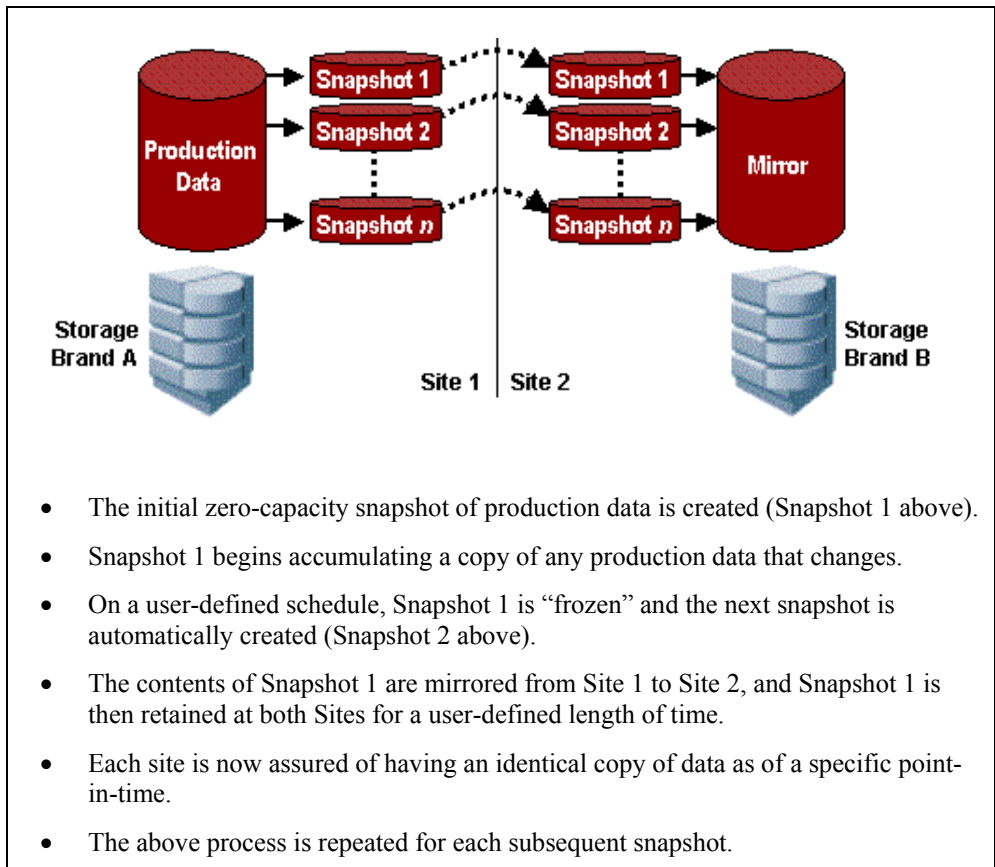 Snapshot 1
Snapshot 1
Snapshot 2
Snapshot 2
Production
Data
Mirror
Snapshot n
Snapshot n
Storage
Brand A
Storage
Brand B
Site 1
Site 2
• The initial zero-capacity snapshot of production data is created (Snapshot 1 above).
• Snapshot 1 begins accumulating a copy of any production data that changes.
• On a user-defined schedule, Snapshot 1 is “frozen” and the next snapshot is
automatically created (Snapshot 2 above).
• The contents of Snapshot 1 are mirrored from Site 1 to Site 2, and Snapshot 1 is
then retained at both Sites for a user-defined length of time.
• Each site is now assured of having an identical copy of data as of a specific point-
in-time.
• The above process is repeated for each subsequent snapshot.